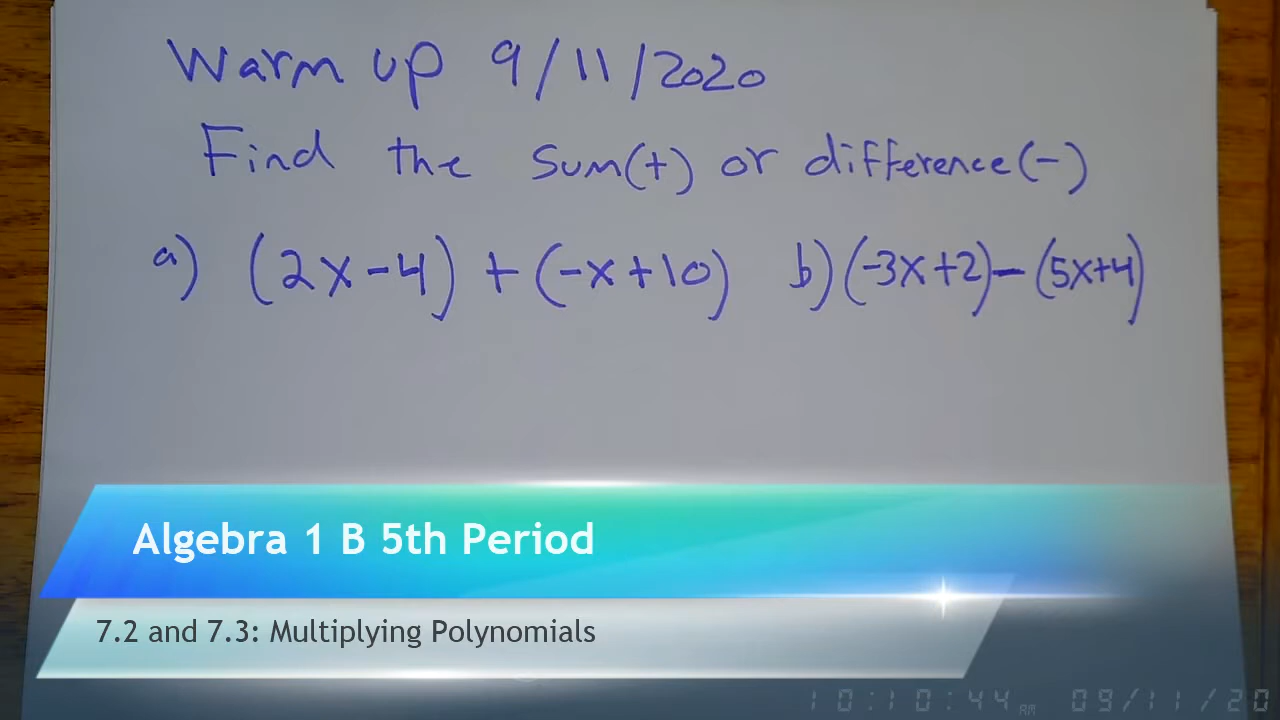 Warm up 9/11/2020
Find the sum(+) or difference(-)
a) (2x-4) + (-x+10) b) (-3x+2) - (5x+4)
Algebra 1 B 5th Period
7.2 and 7.3: Multiplying Polynomials
10:10:44 AM 09/11/20